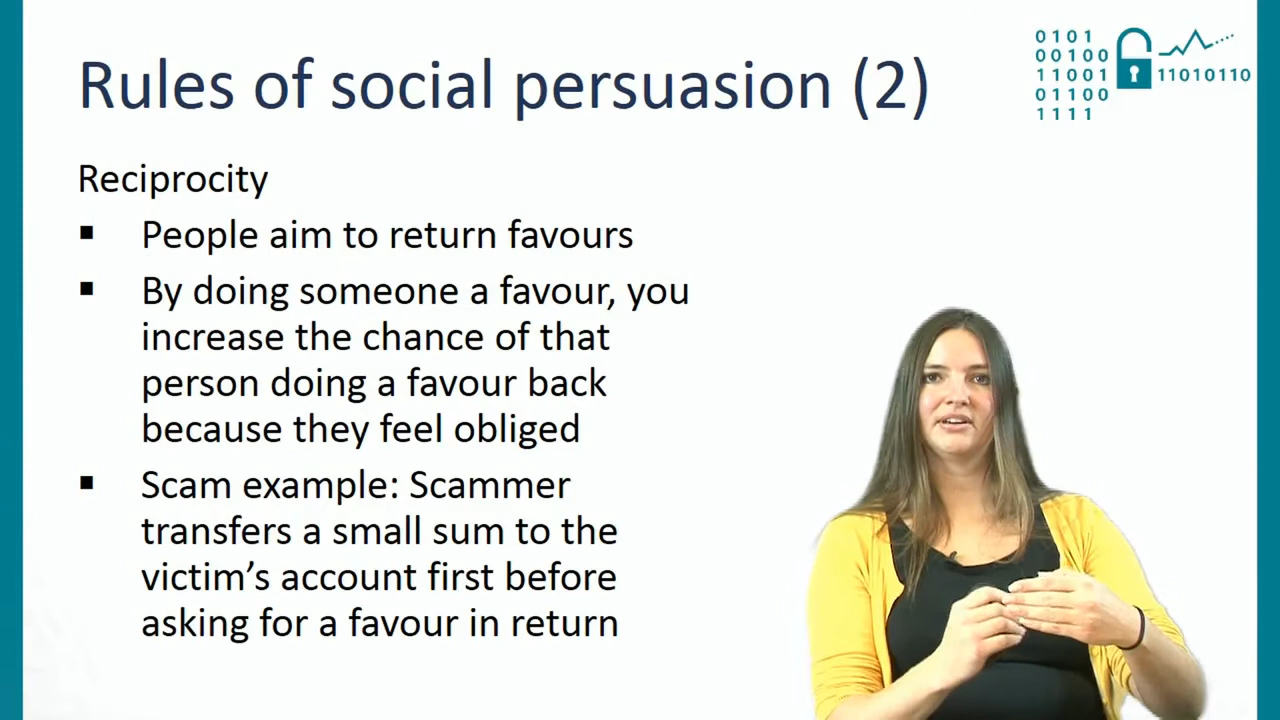 Rules of social persuasion (2)
0101
00100
11001
01100
1111
11010110
Reciprocity
▪ People aim to return favours
▪ By doing someone a favour, you
increase the chance of that
person doing a favour back
because they feel obliged
▪ Scam example: Scammer
transfers a small sum to the
victim’s account first before
asking for a favour in return